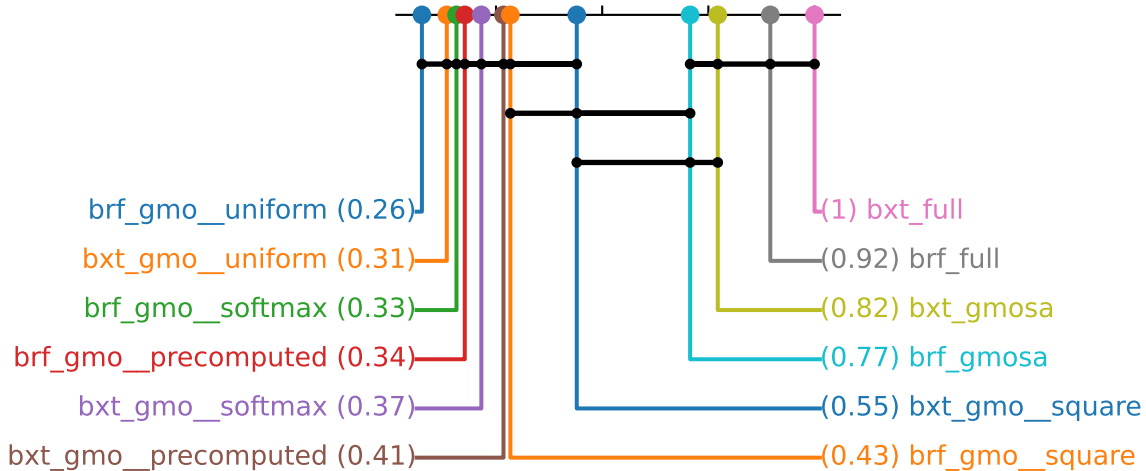 brf_gmo__uniform (0.26)
(1) bxt_full
bxt_gmo__uniform (0.31)
(0.92) brf_full
brf_gmo__softmax (0.33)
(0.82) bxt_gmosa
brf_gmo__precomputed (0.34)
(0.77) brf_gmosa
bxt_gmo__softmax (0.37)
(0.55) bxt_gmo__square
bxt_gmo__precomputed (0.41)
(0.43) brf_gmo__square